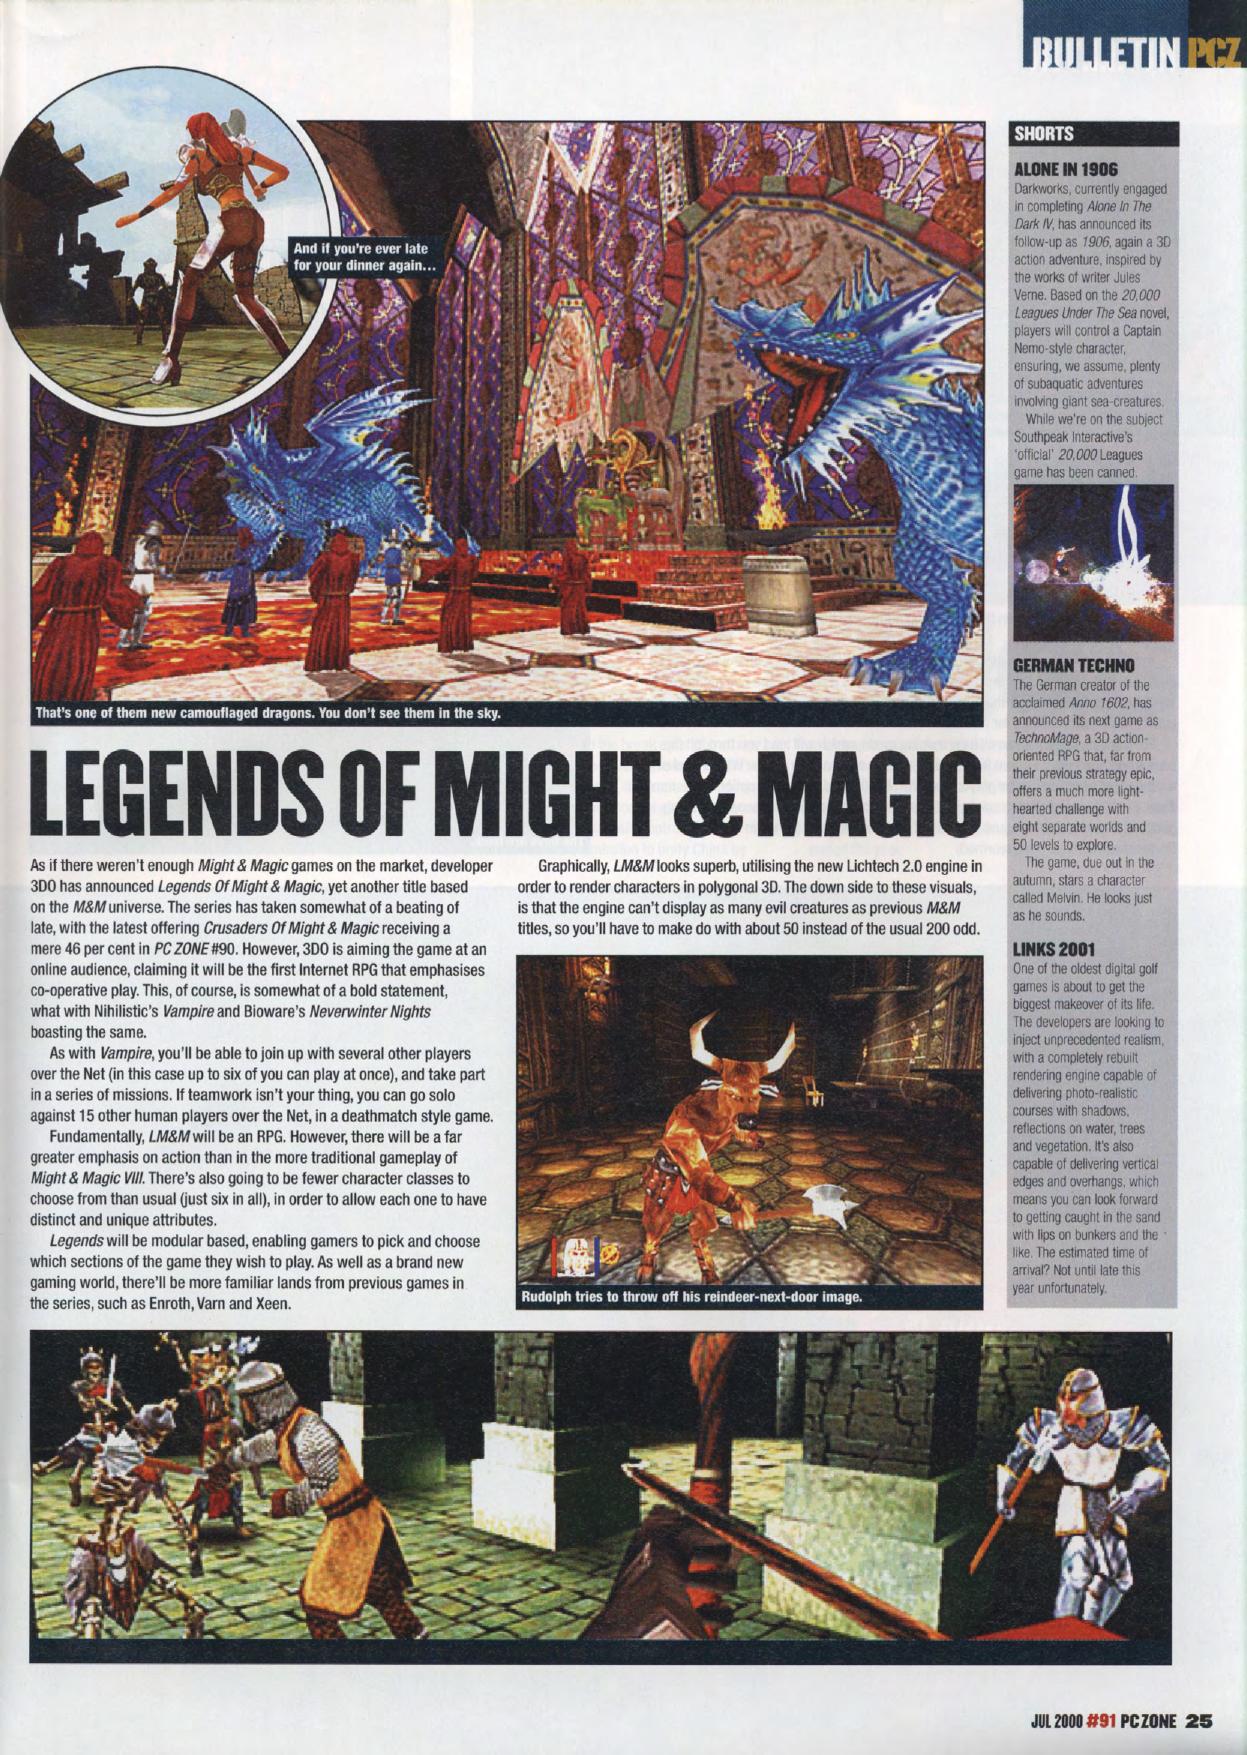 BULLETIN PCZ
And if you're ever late
for your dinner again...
That's one of them new camouflaged dragons. You don't see them in the sky.
LEGENDS OF MIGHT & MAGIC
As if there weren't enough Might & Magic games on the market, developer
3DO has announced Legends Of Might & Magic, yet another title based
on the M&M universe. The series has taken somewhat of a beating of
late, with the latest offering Crusaders Of Might & Magic receiving a
mere 46 per cent in PC ZONE #90. However, 3DO is aiming the game at an
online audience, claiming it will be the first Internet RPG that emphasises
co-operative play. This, of course, is somewhat of a bold statement,
what with Nihilistic's Vampire and Bioware's Neverwinter Nights
boasting the same.
As with Vampire, you'll be able to join up with several other players
over the Net (in this case up to six of you can play at once), and take part
in a series of missions. If teamwork isn't your thing, you can go solo
against 15 other human players over the Net, in a deathmatch style game.
Fundamentally, LM&M will be an RPG. However, there will be a far
greater emphasis on action than in the more traditional gameplay of
Might & Magic VIII. There's also going to be fewer character classes to
choose from than usual (just six in all), in order to allow each one to have
distinct and unique attributes.
Legends will be modular based, enabling gamers to pick and choose
which sections of the game they wish to play. As well as a brand new
gaming world, there'll be more familiar lands from previous games in
the series, such as Enroth, Varn and Xeen.
Graphically, LM&M looks superb, utilising the new Lichtech 2.0 engine in
order to render characters in polygonal 3D. The down side to these visuals,
is that the engine can't display as many evil creatures as previous M&M
titles, so you'll have to make do with about 50 instead of the usual 200 odd.
Rudolph tries to throw off his reindeer-next-door image.
SHORTS
ALONE IN 1906
Darkworks, currently engaged
in completing Alone In The
Dark IV, has announced its
follow-up as 1906, again a 3D
action adventure, inspired by
the works of writer Jules
Verne. Based on the 20,000
Leagues Under The Sea novel,
players will control a Captain
Nemo-style character,
ensuring, we assume, plenty
of subaquatic adventures
involving giant sea-creatures.
While we're on the subject
Southpeak Interactive's
'official' 20,000 Leagues
game has been canned.
GERMAN TECHNO
The German creator of the
acclaimed Anno 1602, has
announced its next game as
TechnoMage, a 3D action-
oriented RPG that, far from
their previous strategy epic,
offers a much more light-
hearted challenge with
eight separate worlds and
50 levels to explore.
The game, due out in the
autumn, stars a character
called Melvin. He looks just
as he sounds.
LINKS 2001
One of the oldest digital golf
games is about to get the
biggest makeover of its life.
The developers are looking to
inject unprecedented realism,
with a completely rebuilt
rendering engine capable of
delivering photo-realistic
courses with shadows,
reflections on water, trees
and vegetation. It's also
capable of delivering vertical
edges and overhangs, which
means you can look forward
to getting caught in the sand
with lips on bunkers and the
like. The estimated time of
arrival? Not until late this
year unfortunately.
JUL 2000 #91 PC ZONE 25